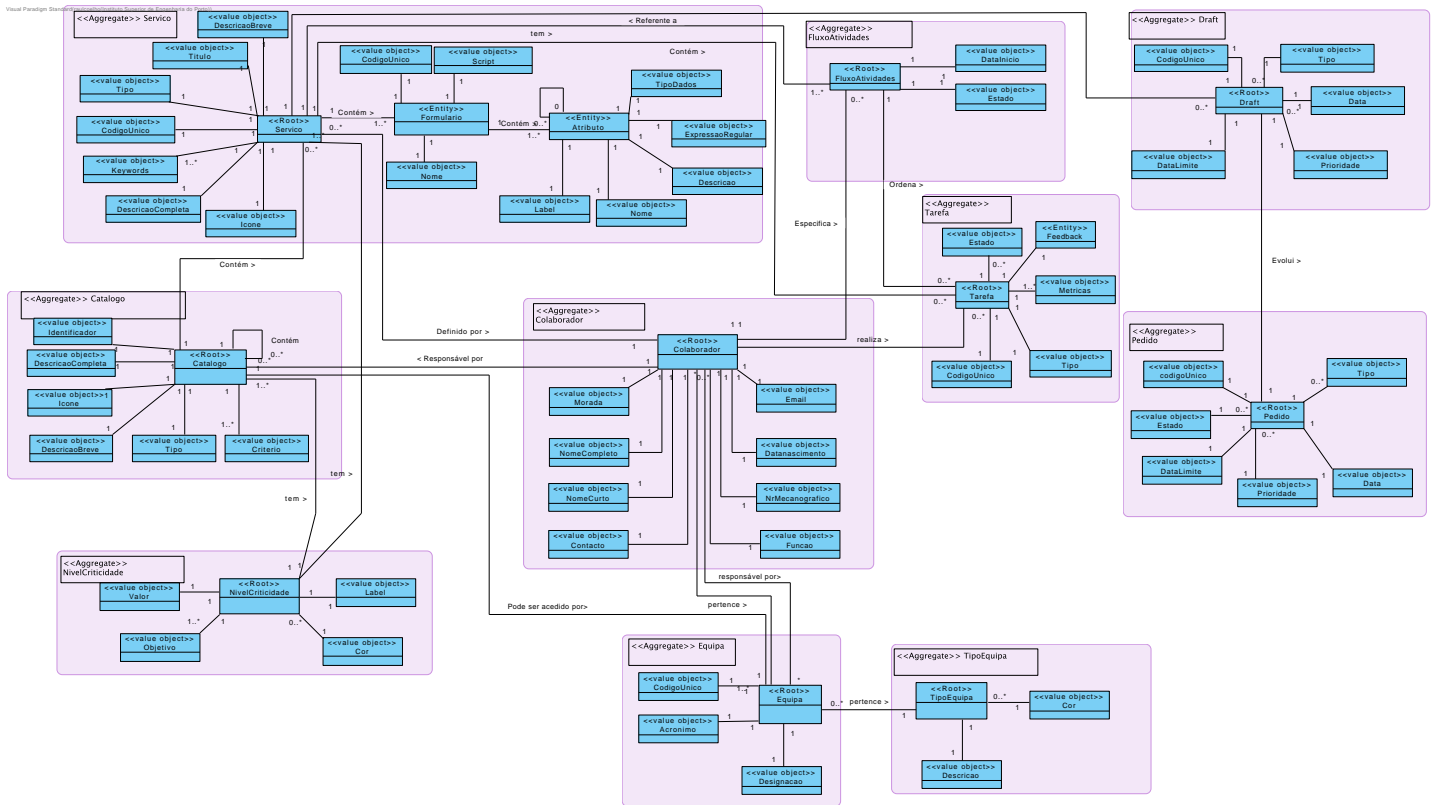 <<Aggregate>> Servico
<<value object>>
DescricaoBreve
<<value object>>
Titulo
<<value object>>
Tipo
<<value object>>
CodigoUnico
<<value object>>
Keywords
<<value object>>
DescricaoCompleta
<<value object>>
Icone
<<Root>>
Servico
Contém >
<<value object>>
CodigoUnico
<<value object>>
Script
<<Entity>>
Formulario
<<value object>>
Nome
Contém >
<<Entity>>
Atributo
Contém >
<<value object>>
TipoDados
<<value object>>
ExpressaoRegular
<<value object>>
Descricao
<<value object>>
Label
<<value object>>
Nome
< Referente a
tem >
<<Aggregate>>
FluxoAtividades
<<Root>>
FluxoAtividades
<<value object>>
DataInicio
<<value object>>
Estado
Ordena >
Especifica >
<<Aggregate>> Draft
<<value object>>
CodigoUnico
<<value object>>
Tipo
<<Root>>
Draft
<<value object>>
Data
<<value object>>
DataLimite
<<value object>>
Prioridade
Evolui >
<<Aggregate>>
Tarefa
<<value object>>
Estado
<<Entity>>
Feedback
<<Root>>
Tarefa
<<value object>>
Metricas
<<value object>>
CodigoUnico
<<value object>>
Tipo
realiza >
Contém >
<<Aggregate>> Catalogo
<<value object>>
Identificador
<<value object>>
DescricaoCompleta
<<value object>>
Icone
<<value object>>
DescricaoBreve
<<value object>>
Tipo
<<value object>>
Criterio
<<Root>>
Catalogo
Contém
0..*
Definido por >
< Responsável por
tem >
tem >
<<Aggregate>>
Colaborador
<<Root>>
Colaborador
<<value object>>
Morada
<<value object>>
Email
<<value object>>
NomeCompleto
<<value object>>
Datanascimento
<<value object>>
NomeCurto
<<value object>>
NrMecanografico
<<value object>>
Contacto
<<value object>>
Funcao
responsável por>
pertence >
Pode ser acedido por>
<<Aggregate>>
Pedido
<<value object>>
codigoUnico
<<value object>>
Tipo
<<value object>>
Estado
<<Root>>
Pedido
<<value object>>
DataLimite
<<value object>>
Prioridade
<<value object>>
Data
<<Aggregate>>
NivelCriticidade
<<value object>>
Valor
<<Root>>
NivelCriticidade
<<value object>>
Label
<<value object>>
Objetivo
<<value object>>
Cor
<<Aggregate>> Equipa
<<value object>>
CodigoUnico
<<value object>>
Acronimo
<<Root>>
Equipa
<<value object>>
Designacao
0..*
pertence >
<<Aggregate>> TipoEquipa
<<Root>>
TipoEquipa
0..*
<<value object>>
Cor
<<value object>>
Descricao